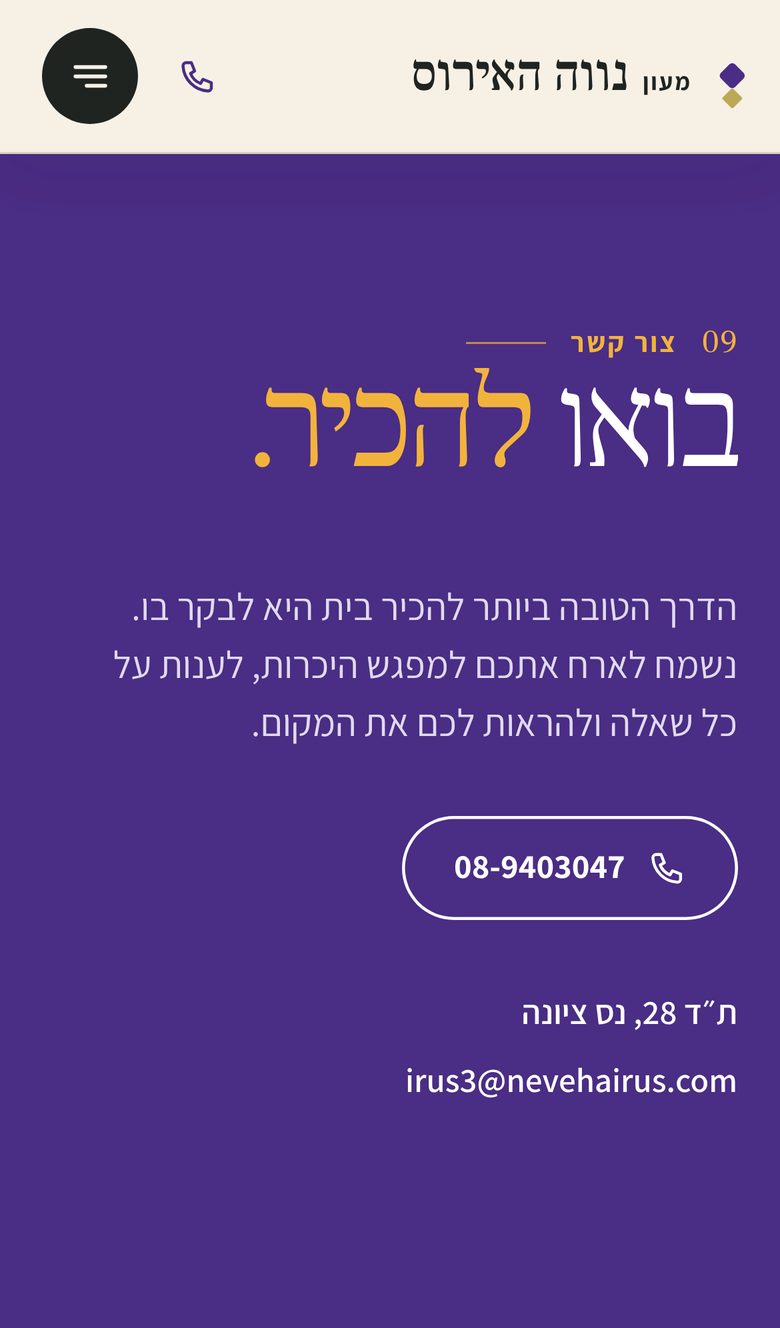 מעון נווה האירוס
09 צור קשר
בואו להכיר.
הדרך הטובה ביותר להכיר בית היא לבקר בו.
נשמח לארח אתכם למפגש היכרות, לענות על
כל שאלה ולהראות לכם את המקום.
08-9403047
ת״ד 28, נס ציונה
irus3@nevehairus.com